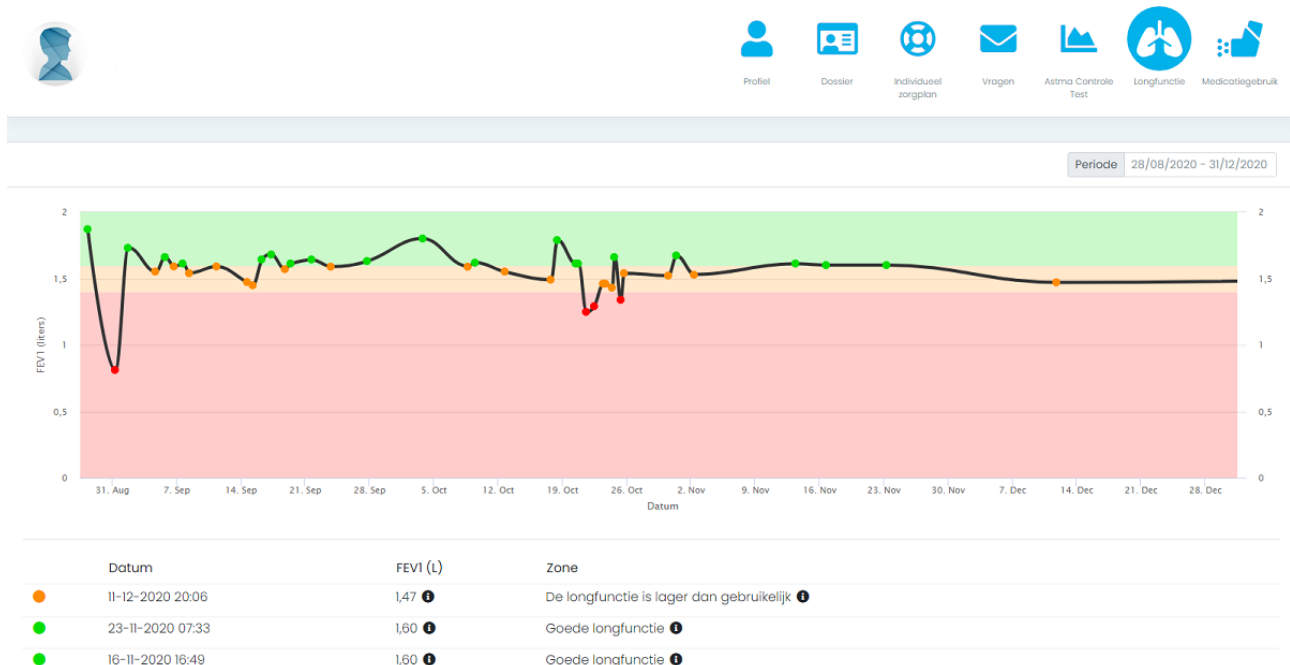 Profiel
Dossier
Individueel
zorgplan
Vragen
Astma Controle
Test
Longfunctie
Medicatiegebruik
Periode 28/08/2020 - 31/12/2020
2
1,5
1
0,5
0
FEV1 (liters)
2
1,5
1
0,5
0
31. Aug 7. Sep 14. Sep 21. Sep 28. Sep 5. Oct 12. Oct 19. Oct 26. Oct 2. Nov 9. Nov 16. Nov 23. Nov 30. Nov 7. Dec 14. Dec 21. Dec 28. Dec
Datum
Datum FEV1 (L) Zone
11-12-2020 20:06 1,47 De longfunctie is lager dan gebruikelijk
23-11-2020 07:33 1,60 Goede longfunctie
16-11-2020 16:49 1,60 Goede longfunctie